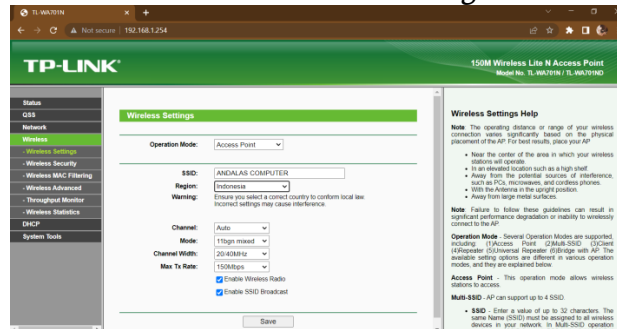 TL-WA701N
Not secure | 192.168.1.254
TP-LINK
150M Wireless Lite N Access Point
Model No. TL-WA701N / TL-WA701ND
Status
QSS
Network
Wireless
- Wireless Settings
- Wireless Security
- Wireless MAC Filtering
- Wireless Advanced
- Throughput Monitor
- Wireless Statistics
DHCP
System Tools
Wireless Settings
Operation Mode: Access Point
SSID: ANDALAS COMPUTER
Region: Indonesia
Warning: Ensure you select a correct country to conform local law.
Incorrect settings may cause interference.
Channel: Auto
Mode: 11bgn mixed
Channel Width: 20/40MHz
Max Tx Rate: 150Mbps
Enable Wireless Radio
Enable SSID Broadcast
Save
Wireless Settings Help
Note: The operating distance or range of your wireless
connection varies significantly based on the physical
placement of the AP. For best results, place your AP
• Near the center of the area in which your wireless
stations will operate.
• In an elevated location such as a high shelf.
• Away from the potential sources of interference,
such as PCs, microwaves, and cordless phones.
• With the Antenna in the upright position.
• Away from large metal surfaces.
Note: Failure to follow these guidelines can result in
significant performance degradation or inability to wirelessly
connect to the AP.
Operation Mode - Several Operation Modes are supported,
including: (1)Access Point (2)Multi-SSID (3)Client
(4)Repeater (5)Universal Repeater (6)Bridge with AP. The
available setting options are different in various operation
modes, and they are explained below.
Access Point - This operation mode allows wireless
stations to access.
Multi-SSID - AP can support up to 4 SSID.
• SSID - Enter a value of up to 32 characters. The
same Name (SSID) must be assigned to all wireless
devices in your network. In Multi-SSID operation